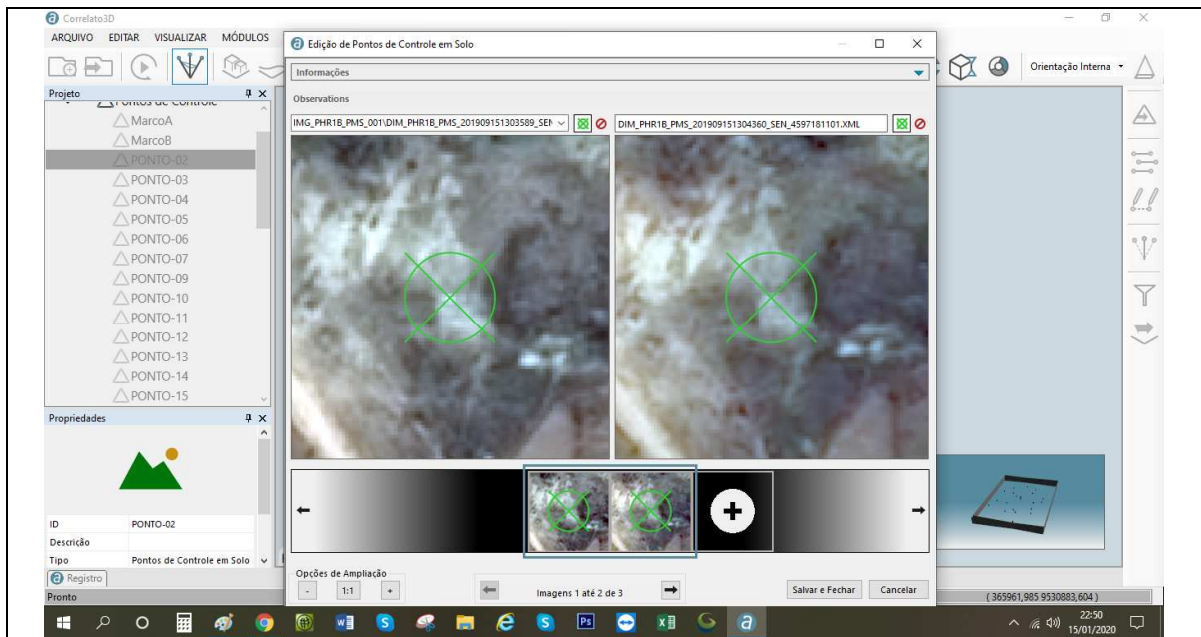 Correlato3D
ARQUIVO EDITAR VISUALIZAR MÓDULOS
Orientação Interna
Projeto
Pontos de Controle
MarcoA
MarcoB
PONTO-02
PONTO-03
PONTO-04
PONTO-05
PONTO-06
PONTO-07
PONTO-09
PONTO-10
PONTO-11
PONTO-12
PONTO-13
PONTO-14
PONTO-15
Propriedades
ID PONTO-02
Descrição
Tipo Pontos de Controle em Solo
Registro
Pronto
Edição de Pontos de Controle em Solo
Informações
Observations
IMG_PHR1B_PMS_001\DIM_PHR1B_PMS_201909151303589_SEN
DIM_PHR1B_PMS_201909151304360_SEN_4597181101.XML
Opções de Ampliação
- 1:1 +
Imagens 1 até 2 de 3
Salvar e Fechar Cancelar
( 365961,985 9530883,604 )
22:50
15/01/2020